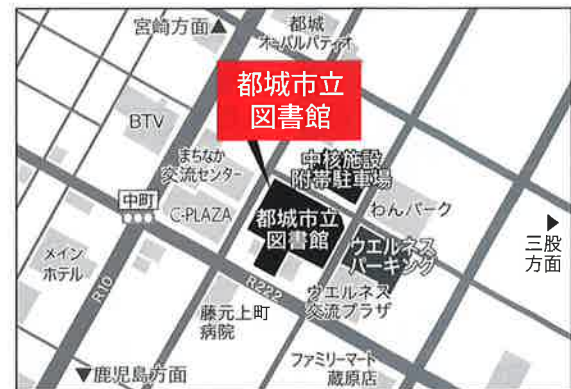 宮崎方面▲
都城
オーバルパティオ
都城市立
図書館
BTV
まちなか
交流センター
中核施設
附帯駐車場
中町
C-PLAZA
都城市立
図書館
わんパーク
▶
三股
方面
メイン
ホテル
ウエルネス
パーキング
R10
R222
ウエルネス
交流プラザ
藤元上町
病院
ファミリーマート
蔵原店
▼鹿児島方面